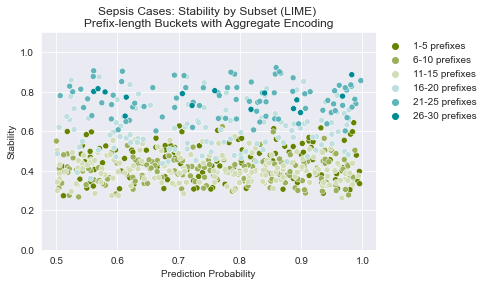 Sepsis Cases: Stability by Subset (LIME)
Prefix-length Buckets with Aggregate Encoding
1.0
0.8
0.6
0.4
0.2
0.0
Stability
0.5 0.6 0.7 0.8 0.9 1.0
Prediction Probability
1-5 prefixes
6-10 prefixes
11-15 prefixes
16-20 prefixes
21-25 prefixes
26-30 prefixes